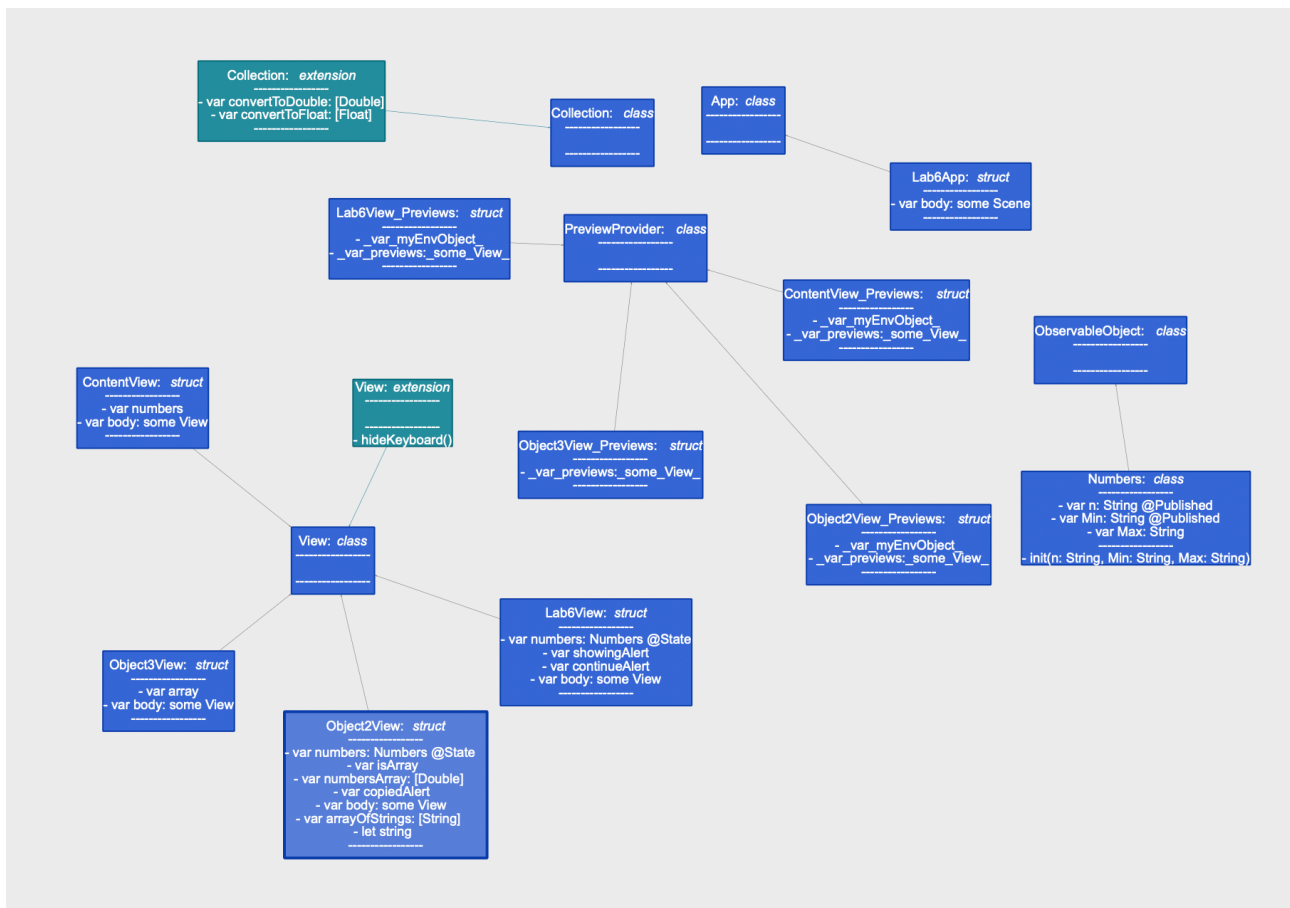 Collection: extension
-----------------
- var convertToDouble: [Double]
- var convertToFloat: [Float]
-----------------
Collection: class
-----------------
-----------------
App: class
-----------------
-----------------
Lab6App: struct
-----------------
- var body: some Scene
-----------------
Lab6View_Previews: struct
-----------------
- _var_myEnvObject_
- _var_previews:_some_View_
-----------------
PreviewProvider: class
-----------------
-----------------
ContentView_Previews: struct
-----------------
- _var_myEnvObject_
- _var_previews:_some_View_
-----------------
ObservableObject: class
-----------------
-----------------
ContentView: struct
-----------------
- var numbers
- var body: some View
-----------------
View: extension
-----------------
-----------------
- hideKeyboard()
Object3View_Previews: struct
-----------------
- _var_previews:_some_View_
-----------------
Numbers: class
-----------------
- var n: String @Published
- var Min: String @Published
- var Max: String
-----------------
- init(n: String, Min: String, Max: String)
Object2View_Previews: struct
-----------------
- _var_myEnvObject_
- _var_previews:_some_View_
-----------------
View: class
-----------------
-----------------
Lab6View: struct
-----------------
- var numbers: Numbers @State
- var showingAlert
- var continueAlert
- var body: some View
-----------------
Object3View: struct
-----------------
- var array
- var body: some View
-----------------
Object2View: struct
-----------------
- var numbers: Numbers @State
- var isArray
- var numbersArray: [Double]
- var copiedAlert
- var body: some View
- var arrayOfStrings: [String]
- let string
-----------------